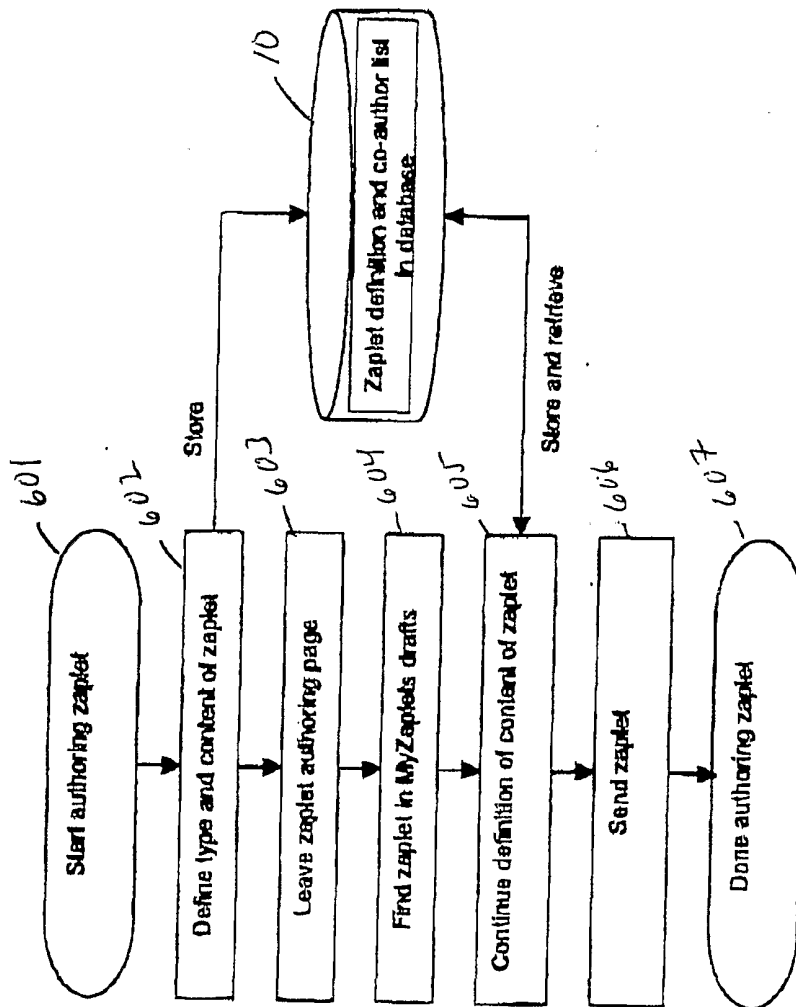 601
Start authoring zaplet
602
Define type and content of zaplet
Store
10
Zaplet definition and co-author list
in database
603
Leave zaplet authoring page
604
Find zaplet in MyZaplets drafts
605
Continue definition of content of zaplet
Store and retrieve
606
Send zaplet
607
Done authoring zaplet